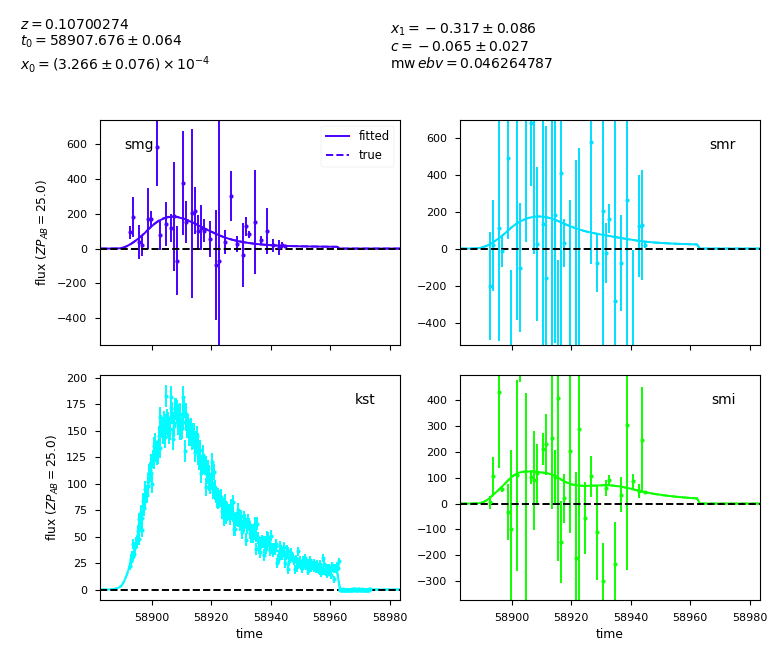 z = 0.10700274
t₀ = 58907.676 ± 0.064
x₀ = (3.266 ± 0.076) × 10⁻⁴
x₁ = −0.317 ± 0.086
c = −0.065 ± 0.027
mw ebv = 0.046264787
smg
fitted
true
600
400
200
0
−200
−400
flux (ZP_AB = 25.0)
smr
600
400
200
0
−200
−400
kst
200
175
150
125
100
75
50
25
0
flux (ZP_AB = 25.0)
58900 58920 58940 58960 58980
time
smi
400
300
200
100
0
−100
−200
−300
58900 58920 58940 58960 58980
time